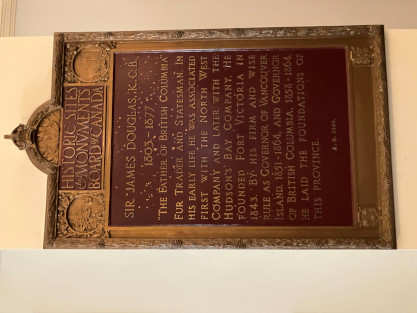 HISTORIC SITES
& MONUMENTS
BOARD OF CANADA
SIR JAMES DOUGLAS, K.C.B.
1803-1877
"THE FATHER OF BRITISH COLUMBIA"
FUR TRADER AND STATESMAN. IN
HIS EARLY LIFE HE WAS ASSOCIATED
FIRST WITH THE NORTH WEST
COMPANY AND LATER WITH THE
HUDSON'S BAY COMPANY. HE
FOUNDED FORT VICTORIA IN
1843. BY ENERGETIC AND WISE
RULE AS GOVERNOR OF VANCOUVER
ISLAND, 1851-1864, AND GOVERNOR
OF BRITISH COLUMBIA, 1858-1864,
HE LAID THE FOUNDATIONS OF
THIS PROVINCE.
A.D.